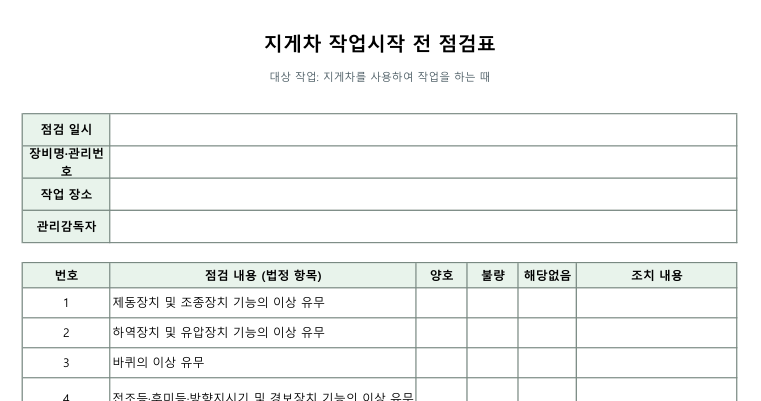 지게차 작업시작 전 점검표
대상 작업: 지게차를 사용하여 작업을 하는 때
점검 일시
장비명·관리번
호
작업 장소
관리감독자
번호 점검 내용 (법정 항목) 양호 불량 해당없음 조치 내용
1 제동장치 및 조종장치 기능의 이상 유무
2 하역장치 및 유압장치 기능의 이상 유무
3 바퀴의 이상 유무
4 전조등·후미등·방향지시기 및 경보장치 기능의 이상 유무